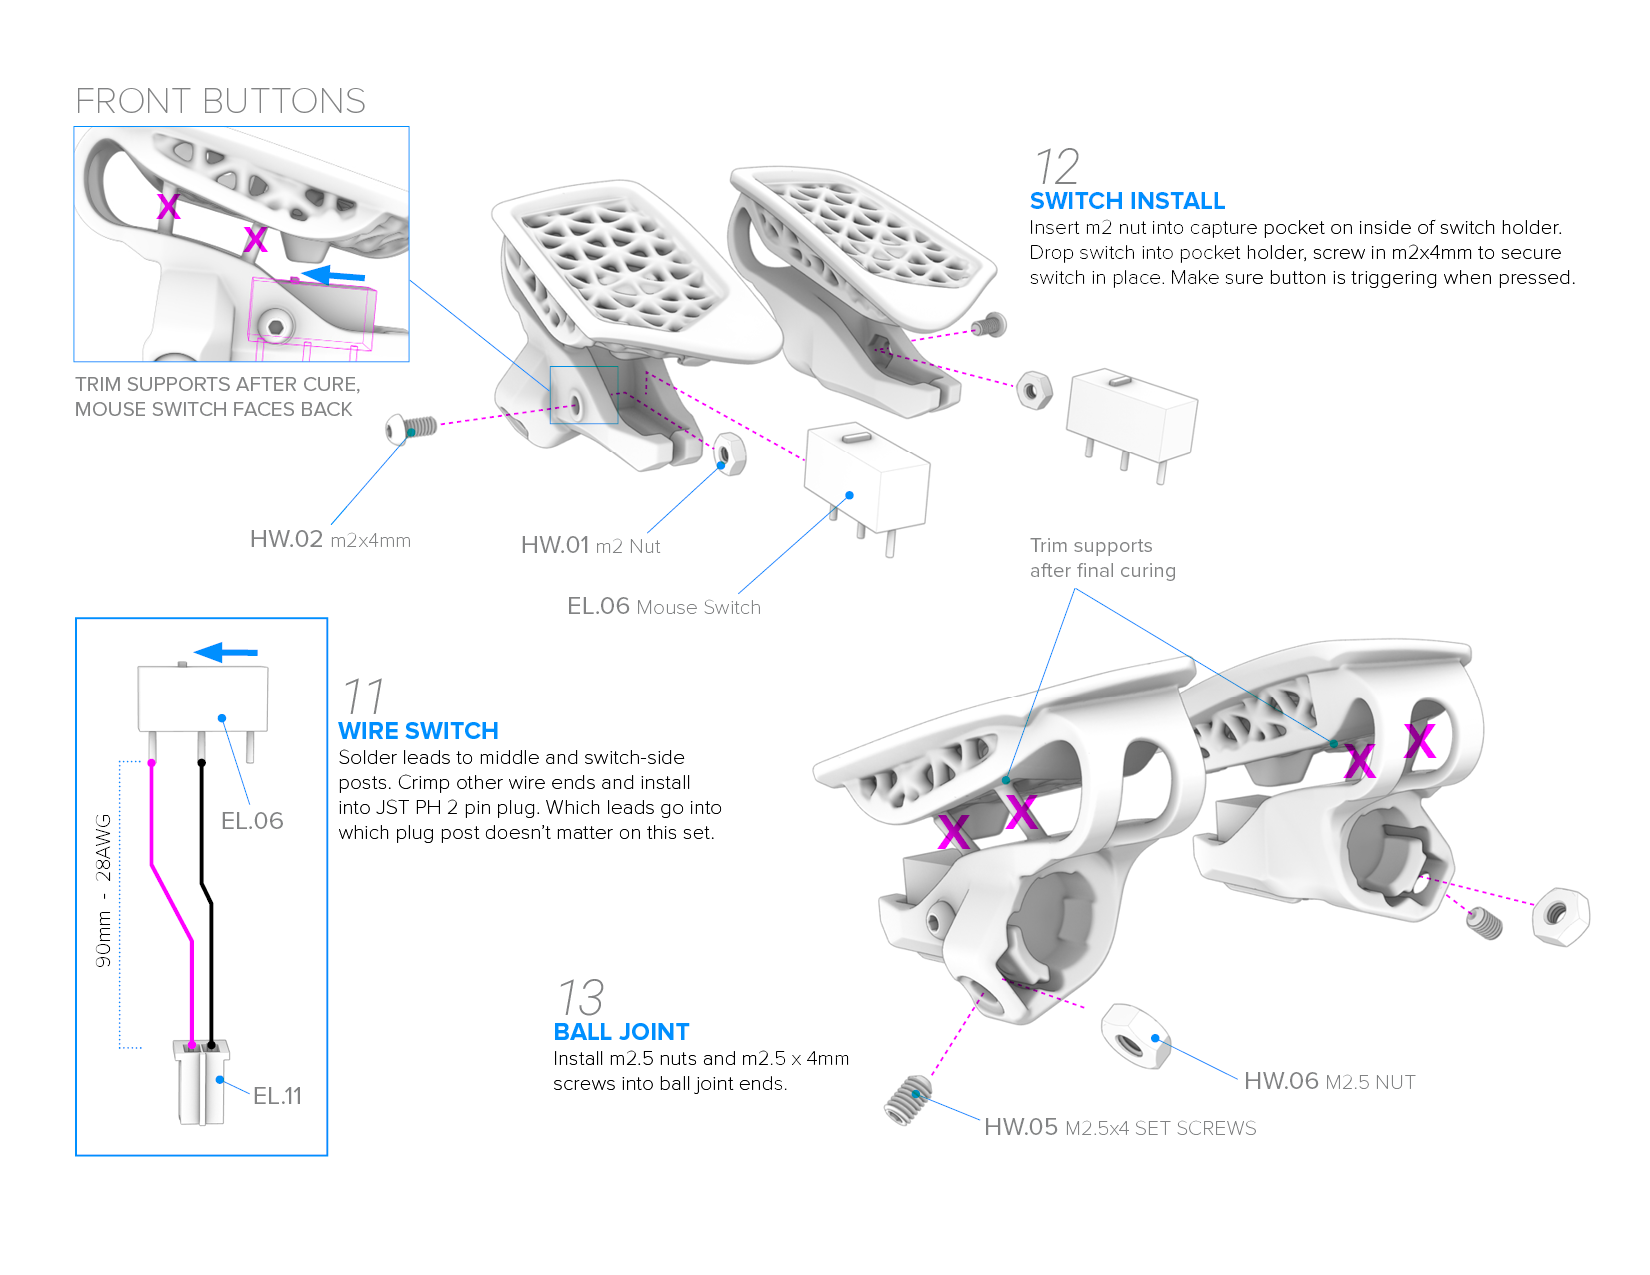 FRONT BUTTONS
X
X
TRIM SUPPORTS AFTER CURE,
MOUSE SWITCH FACES BACK
12
SWITCH INSTALL
Insert m2 nut into capture pocket on inside of switch holder.
Drop switch into pocket holder, screw in m2x4mm to secure
switch in place. Make sure button is triggering when pressed.
HW.02 m2x4mm
HW.01 m2 Nut
EL.06 Mouse Switch
Trim supports
after final curing
11
WIRE SWITCH
Solder leads to middle and switch-side
posts. Crimp other wire ends and install
into JST PH 2 pin plug. Which leads go into
which plug post doesn't matter on this set.
EL.06
90mm - 28AWG
EL.11
X
X
X
X
13
BALL JOINT
Install m2.5 nuts and m2.5 x 4mm
screws into ball joint ends.
HW.06 M2.5 NUT
HW.05 M2.5x4 SET SCREWS